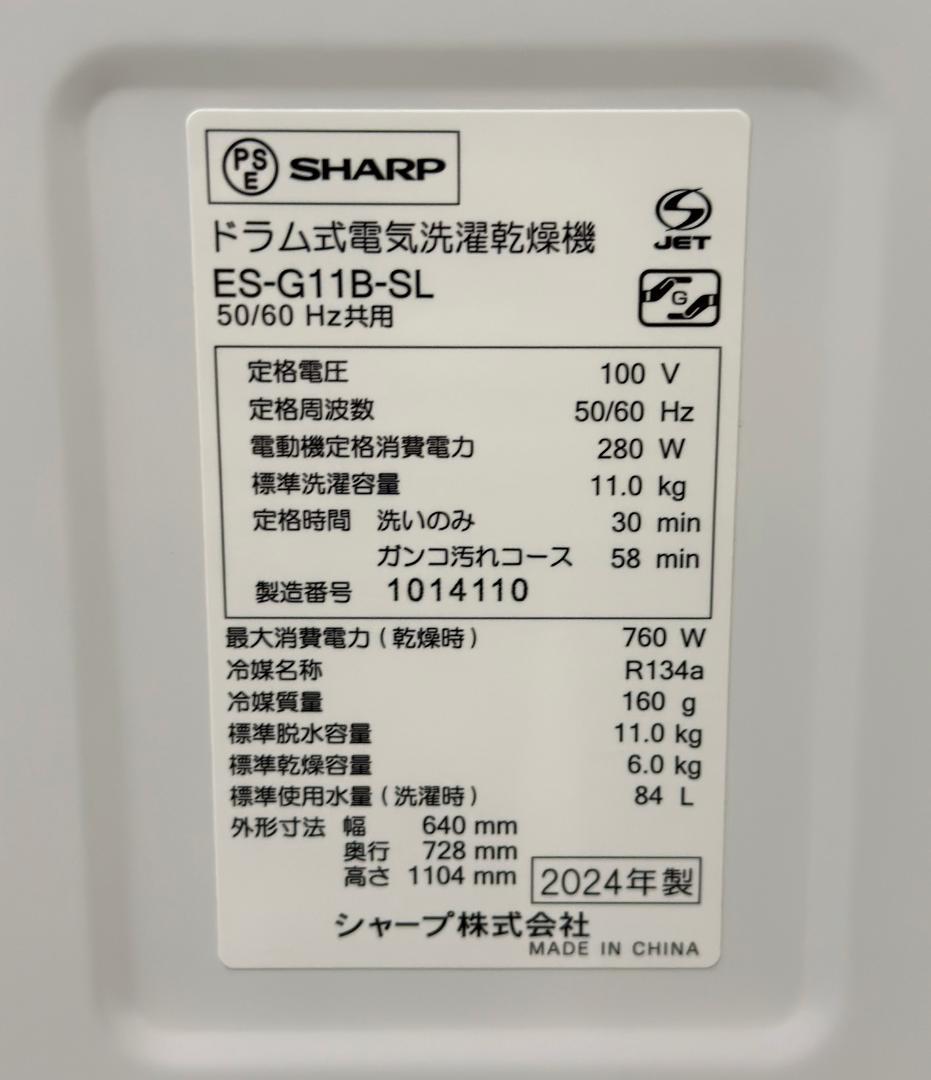 PSE SHARP
JET
ドラム式電気洗濯乾燥機
ES-G11B-SL
G
50/60 Hz共用
定格電圧 100 V
定格周波数 50/60 Hz
電動機定格消費電力 280 W
標準洗濯容量 11.0 kg
定格時間 洗いのみ 30 min
ガンコ汚れコース 58 min
製造番号 1014110
最大消費電力(乾燥時) 760 W
冷媒名称 R134a
冷媒質量 160 g
標準脱水容量 11.0 kg
標準乾燥容量 6.0 kg
標準使用水量(洗濯時) 84 L
外形寸法 幅 640 mm
奥行 728 mm
高さ 1104 mm
2024年製
シャープ株式会社
MADE IN CHINA